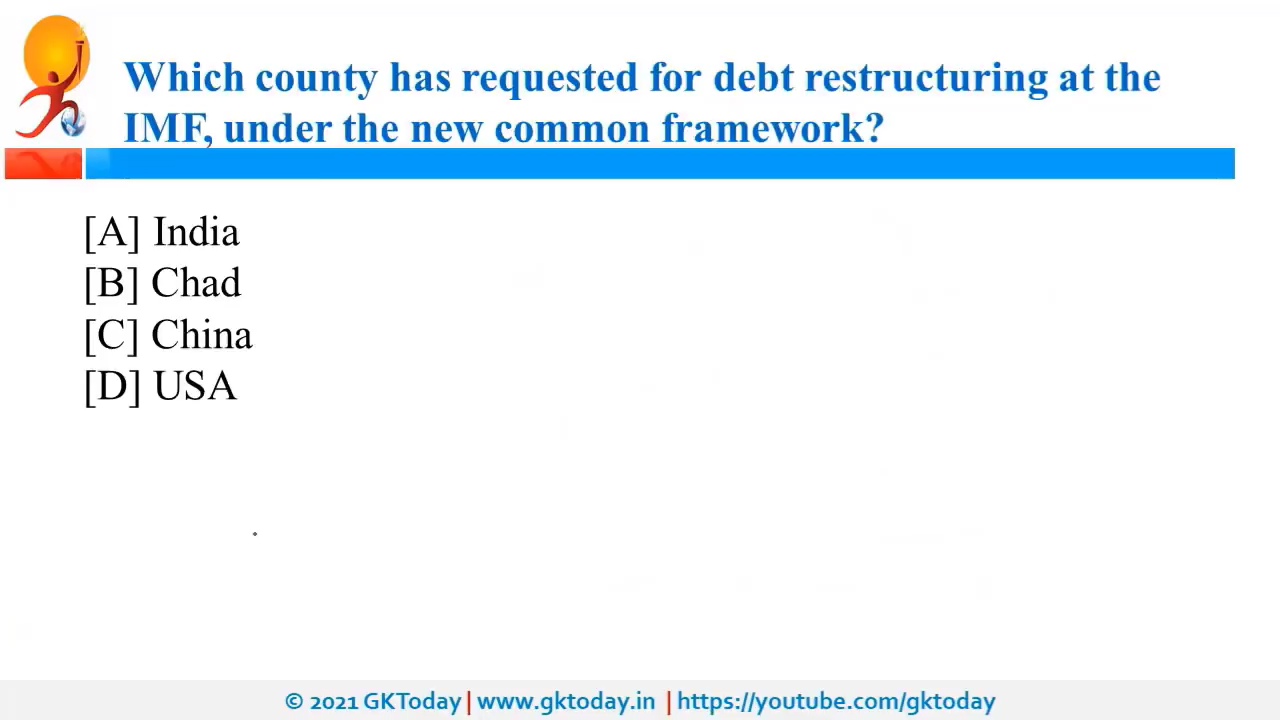 Which county has requested for debt restructuring at the
IMF, under the new common framework?
[A] India
[B] Chad
[C] China
[D] USA
© 2021 GKToday | www.gktoday.in | https://youtube.com/gktoday